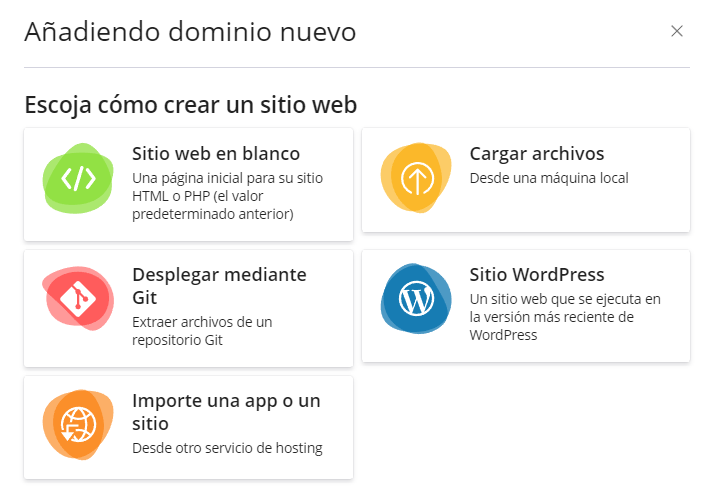 Añadiendo dominio nuevo
Escoja cómo crear un sitio web
Sitio web en blanco
Una página inicial para su sitio
HTML o PHP (el valor
predeterminado anterior)
Cargar archivos
Desde una máquina local
Desplegar mediante
Git
Extraer archivos de un
repositorio Git
Sitio WordPress
Un sitio web que se ejecuta en
la versión más reciente de
WordPress
Importe una app o un
sitio
Desde otro servicio de hosting